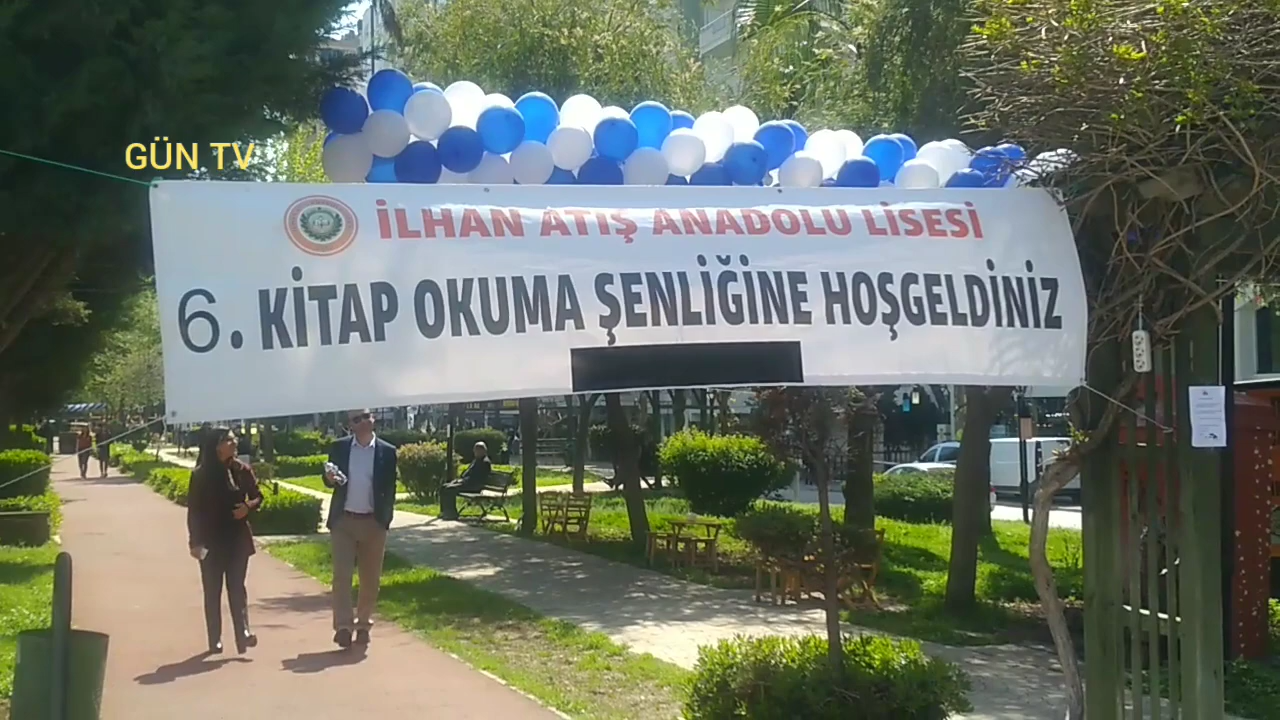 GÜN TV
İLHAN ATIŞ ANADOLU LİSESİ
6. KİTAP OKUMA ŞENLİĞİNE HOŞGELDİNİZ